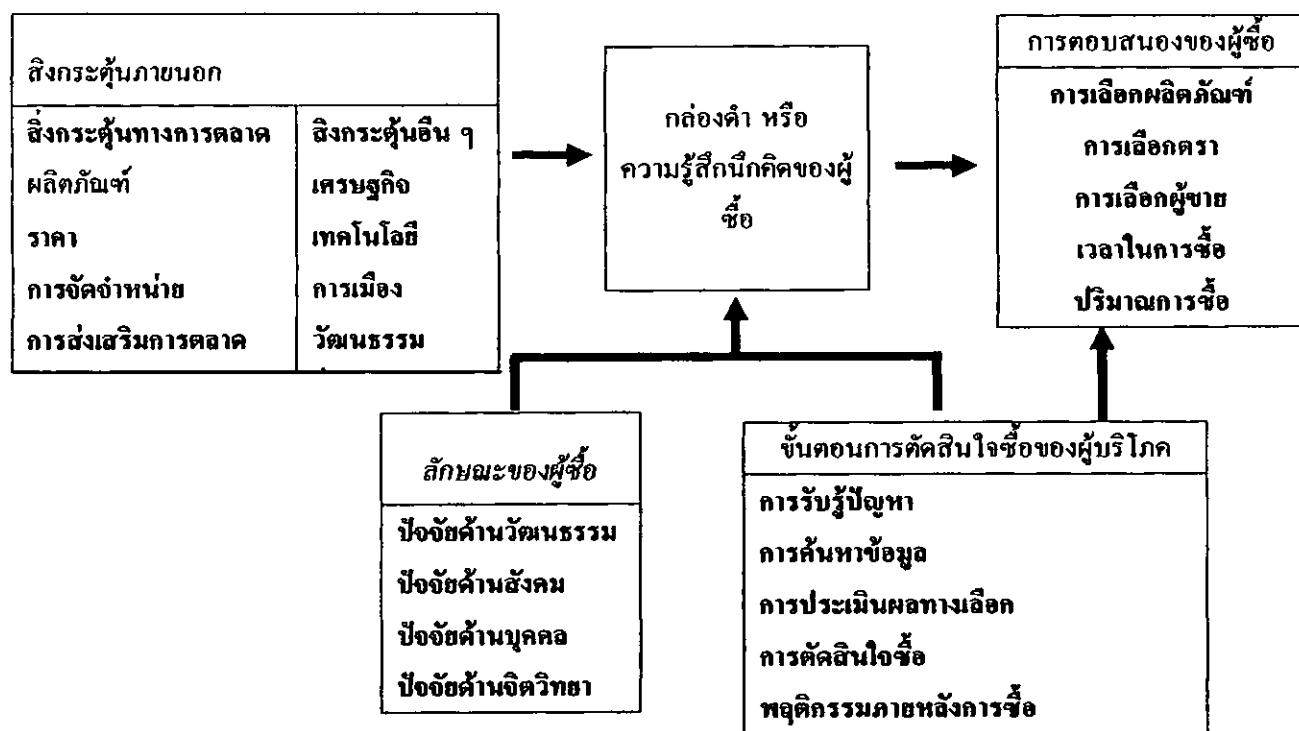 สิ่งกระตุ้นภายนอก
สิ่งกระตุ้นทางการตลาด
ผลิตภัณฑ์
ราคา
การจัดจำหน่าย
การส่งเสริมการตลาด
สิ่งกระตุ้นอื่น ๆ
เศรษฐกิจ
เทคโนโลยี
การเมือง
วัฒนธรรม
กล่องดำ หรือ
ความรู้สึกนึกคิดของผู้
ซื้อ
การตอบสนองของผู้ซื้อ
การเลือกผลิตภัณฑ์
การเลือกตรา
การเลือกผู้ขาย
เวลาในการซื้อ
ปริมาณการซื้อ
ลักษณะของผู้ซื้อ
ปัจจัยด้านวัฒนธรรม
ปัจจัยด้านสังคม
ปัจจัยด้านบุคคล
ปัจจัยด้านจิตวิทยา
ขั้นตอนการตัดสินใจซื้อของผู้บริโภค
การรับรู้ปัญหา
การค้นหาข้อมูล
การประเมินผลทางเลือก
การตัดสินใจซื้อ
พฤติกรรมภายหลังการซื้อ